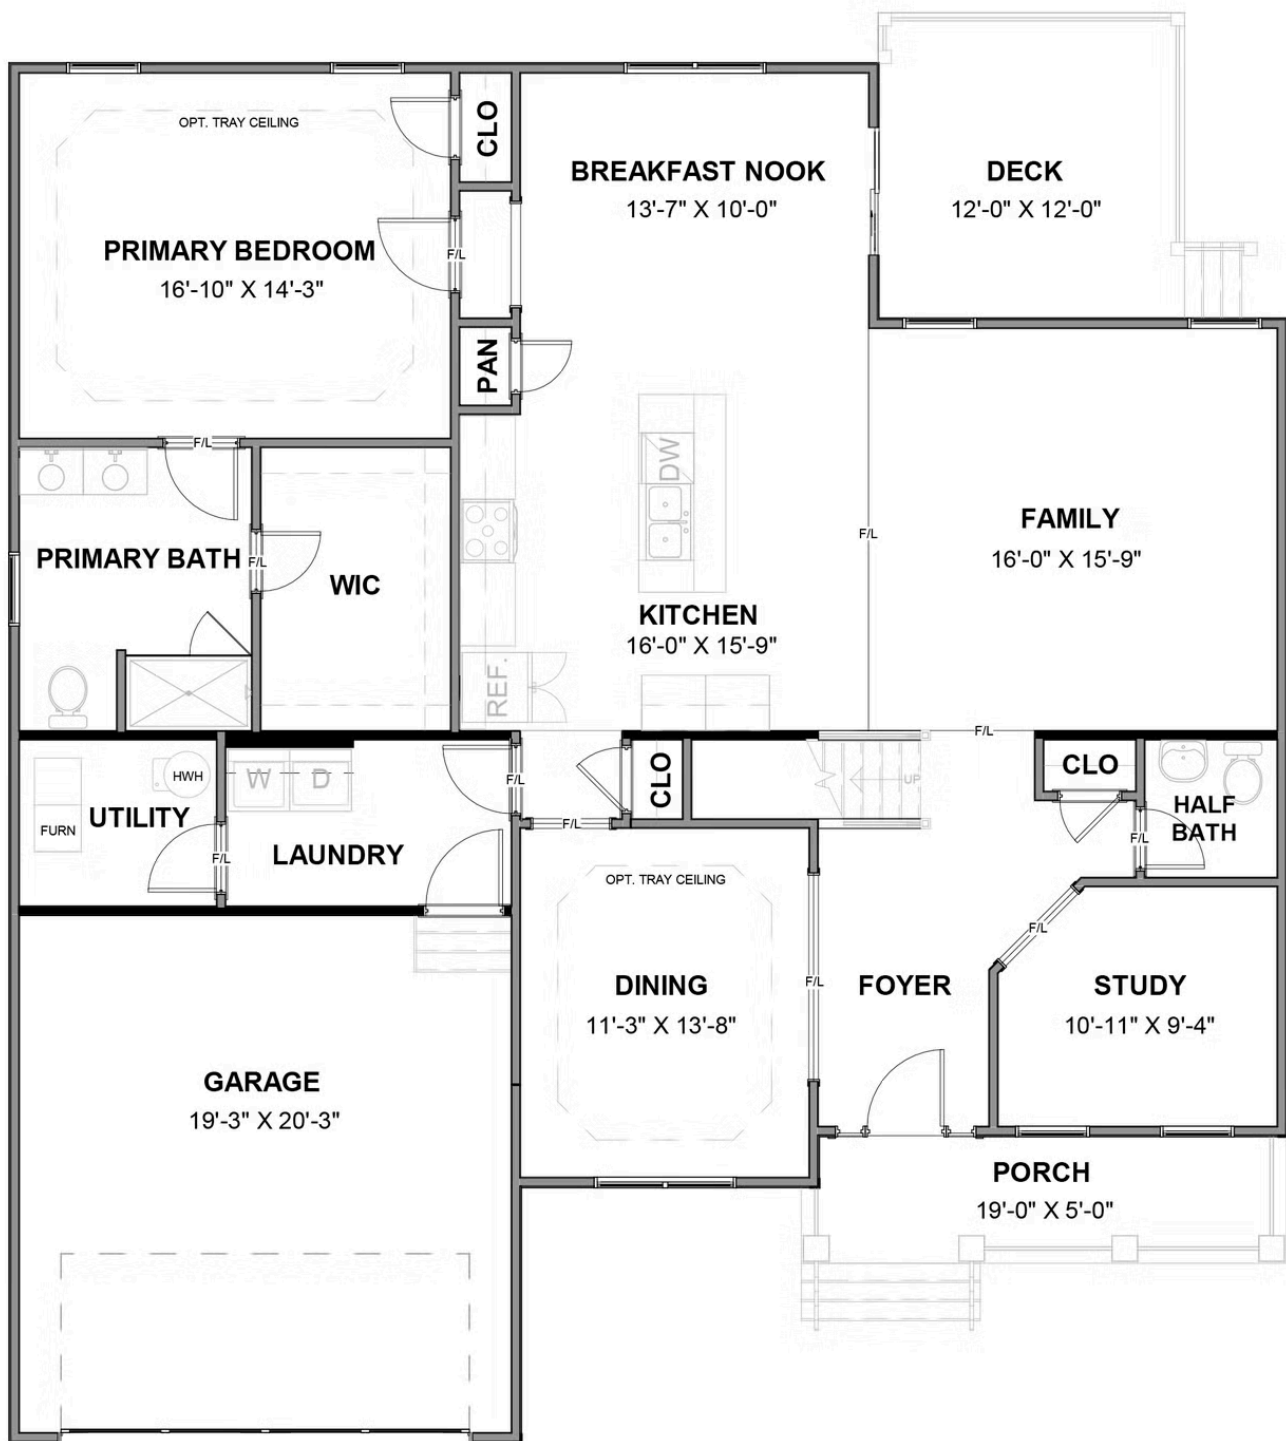 OPT. TRAY CEILING
CLO
BREAKFAST NOOK
13'-7" X 10'-0"
DECK
12'-0" X 12'-0"
PRIMARY BEDROOM
16'-10" X 14'-3"
F/L
PAN
F/L
DW
FAMILY
16'-0" X 15'-9"
F/L
PRIMARY BATH
F/L
WIC
KITCHEN
16'-0" X 15'-9"
REF.
F/L
HWH
W
D
F/L
CLO
UP
CLO
UTILITY
FURN
LAUNDRY
F/L
F/L
HALF
BATH
F/L
OPT. TRAY CEILING
F/L
DINING
11'-3" X 13'-8"
F/L
FOYER
STUDY
10'-11" X 9'-4"
GARAGE
19'-3" X 20'-3"
PORCH
19'-0" X 5'-0"